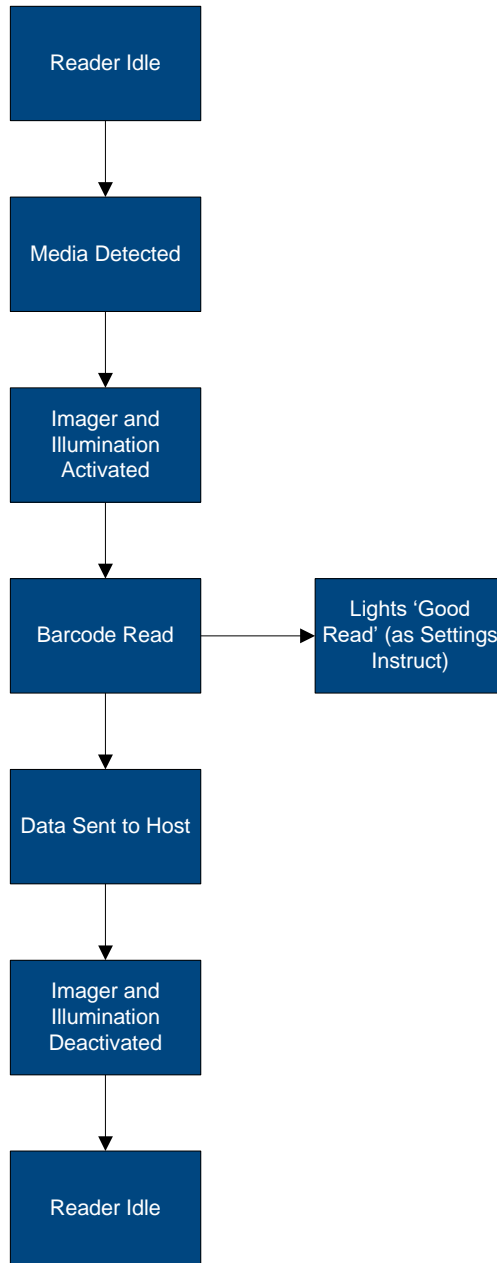 Reader Idle
Media Detected
Imager and
Illumination
Activated
Barcode Read
Lights ‘Good
Read’ (as Settings
Instruct)
Data Sent to Host
Imager and
Illumination
Deactivated
Reader Idle